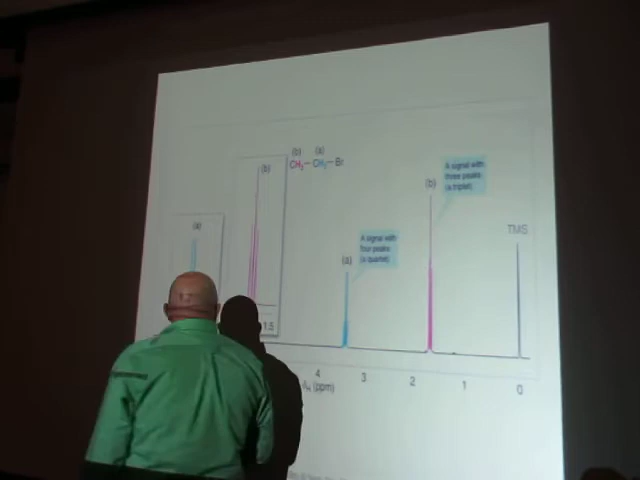 (b) (a)
CH3–CH2–Br
(b)
A signal with
three peaks
(a triplet)
(b)
(a)
TMS
A signal with
four peaks
(a quartet)
(a)
1.5
4 3 2 1 0
(ppm)